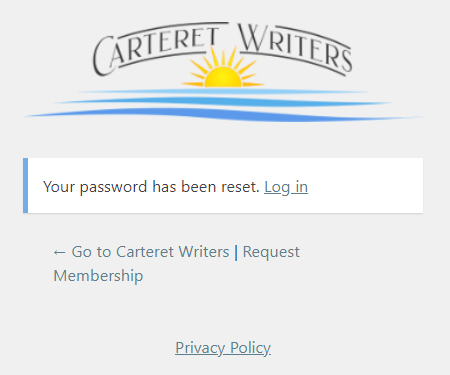 Carteret Writers
Your password has been reset. Log in
← Go to Carteret Writers | Request
Membership
Privacy Policy